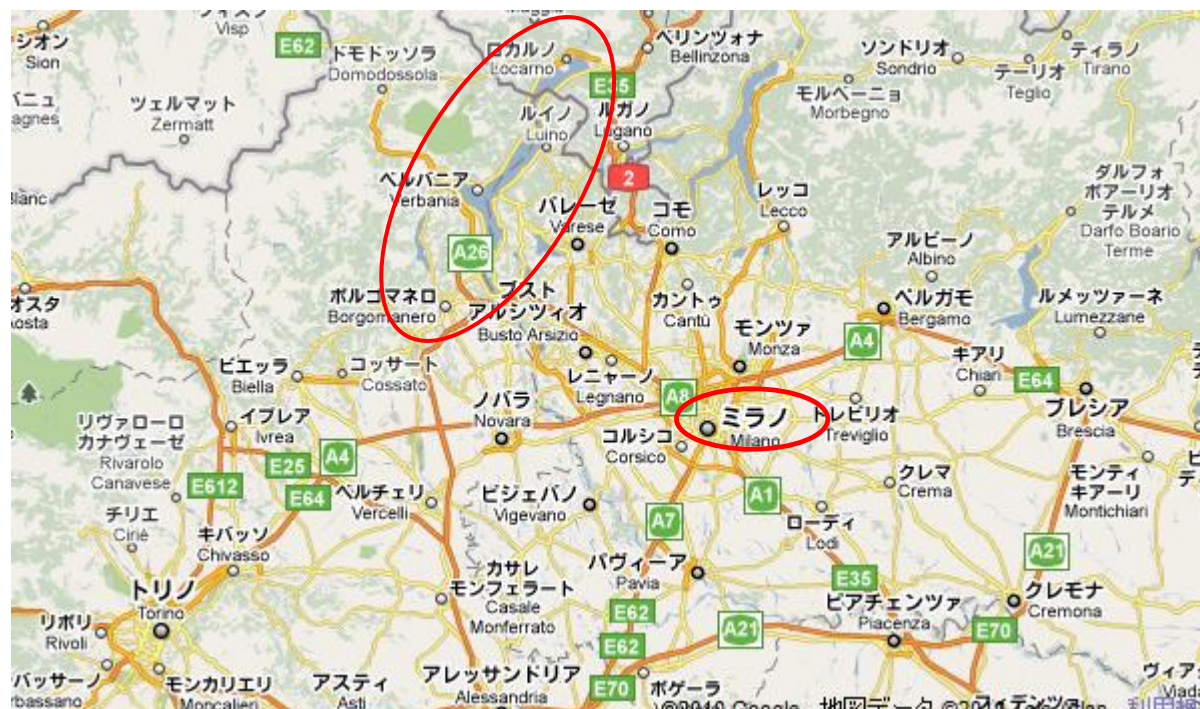 Visp
シオン
Sion
E62
ドモドッソラ
Domodossola
ロカルノ
Locarno
ベリンツォナ
Bellinzona
ソンドリオ
Sondrio
ティラノ
Tirano
テーリオ
Teglio
モルベーニョ
Morbegno
E35
ツェルマット
Zermatt
ルイノ
Luino
ルガノ
Lugano
2
ベルバニア
Verbania
バレーゼ
Varese
コモ
Como
レッコ
Lecco
ダルフォ
ボアーリオ
テルメ
Darfo Boario
Terme
A26
アルビーノ
Albino
ボルゴマネロ
Borgomanero
ブスト
アルシツィオ
Busto Arsizio
カントゥ
Cantù
ベルガモ
Bergamo
ルメッツァーネ
Lumezzane
モンツァ
Monza
A4
キアリ
Chiari
E64
ビエッラ
Biella
コッサート
Cossato
レニャーノ
Legnano
A8
ノバラ
Novara
ミラノ
Milano
トレビリオ
Treviglio
ブレシア
Brescia
リヴァローロ
カナヴェーゼ
Rivarolo
Canavese
イブレア
Ivrea
コルシコ
Corsico
E25
A4
E612
E64
ベルチェリ
Vercelli
ビジェバノ
Vigevano
A1
クレマ
Crema
モンティ
キアーリ
Montichiari
チリエ
Ciriè
キバッソ
Chivasso
A7
ローディ
Lodi
A21
カサレ
モンフェラート
Casale
Monferrato
パヴィーア
Pavia
E35
ピアチェンツァ
Piacenza
クレモナ
Cremona
トリノ
Torino
リボリ
Rivoli
E62
A21
E70
E62
モンカリエリ
Moncalieri
アスティ
Asti
アレッサンドリア
Alessandria
E70
ボゲーラ